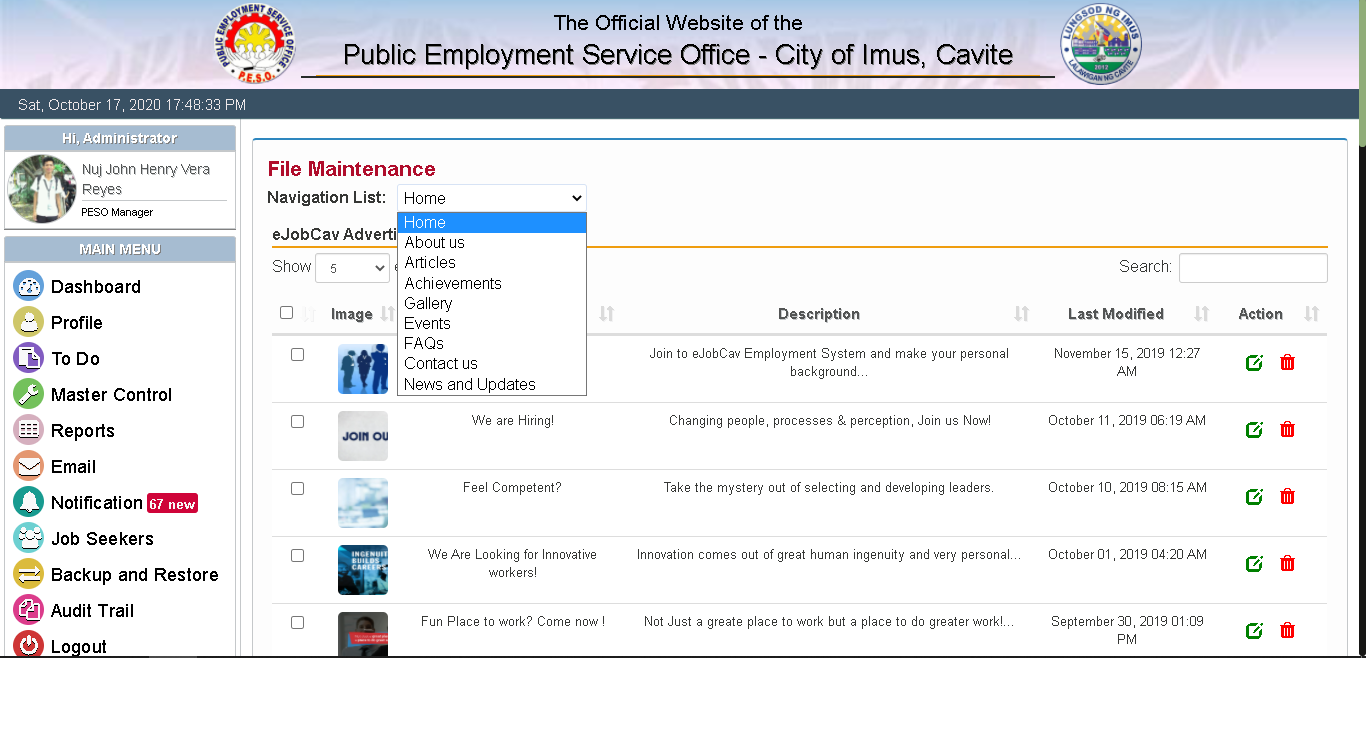 PUBLIC EMPLOYMENT SERVICE OFFICE
P.E.S.O.
The Official Website of the
Public Employment Service Office - City of Imus, Cavite
LUNGSOD NG IMUS
2012
LALAWIGAN NG CAVITE
Sat, October 17, 2020 17:48:33 PM
Hi, Administrator
Nuj John Henry Vera
Reyes
PESO Manager
MAIN MENU
Dashboard
Profile
To Do
Master Control
Reports
Email
Notification 67 new
Job Seekers
Backup and Restore
Audit Trail
Logout
File Maintenance
Navigation List: Home
Home
About us
Articles
Achievements
Gallery
Events
FAQs
Contact us
News and Updates
eJobCav Adverti
Show 5 e
Search:
Image Description Last Modified Action
Join to eJobCav Employment System and make your personal
background...
November 15, 2019 12:27
AM
JOIN OU
We are Hiring! Changing people, processes & perception, Join us Now! October 11, 2019 06:19 AM
Feel Competent? Take the mystery out of selecting and developing leaders. October 10, 2019 08:15 AM
INGENUIT
BUILDS
CAREERS
We Are Looking for Innovative
workers!
Innovation comes out of great human ingenuity and very personal... October 01, 2019 04:20 AM
Fun Place to work? Come now ! Not Just a greate place to work but a place to do greater work!... September 30, 2019 01:09
PM